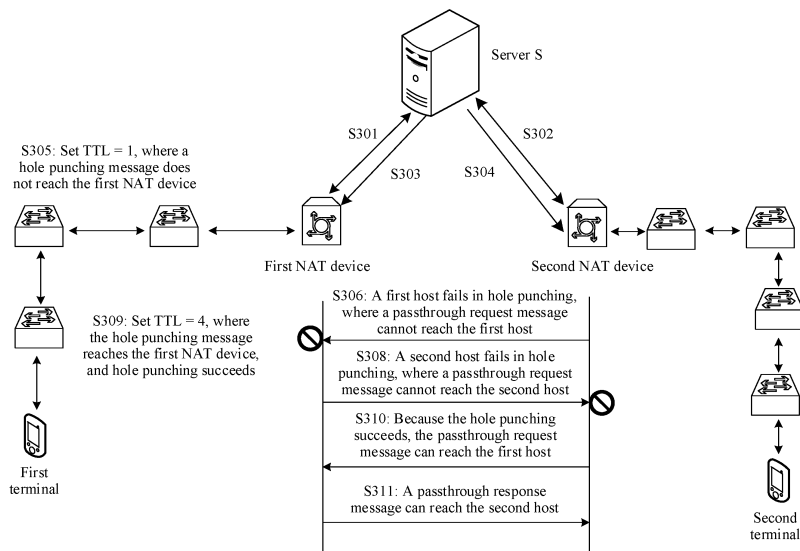 Server S
S301
S302
S303
S304
S305: Set TTL = 1, where a
hole punching message does
not reach the first NAT device
First NAT device
Second NAT device
S306: A first host fails in hole punching,
where a passthrough request message
cannot reach the first host
S309: Set TTL = 4, where
the hole punching message
reaches the first NAT device,
and hole punching succeeds
S308: A second host fails in hole
punching, where a passthrough request
message cannot reach the second host
S310: Because the hole punching
succeeds, the passthrough request
message can reach the first host
First
terminal
S311: A passthrough response
message can reach the second host
Second
terminal